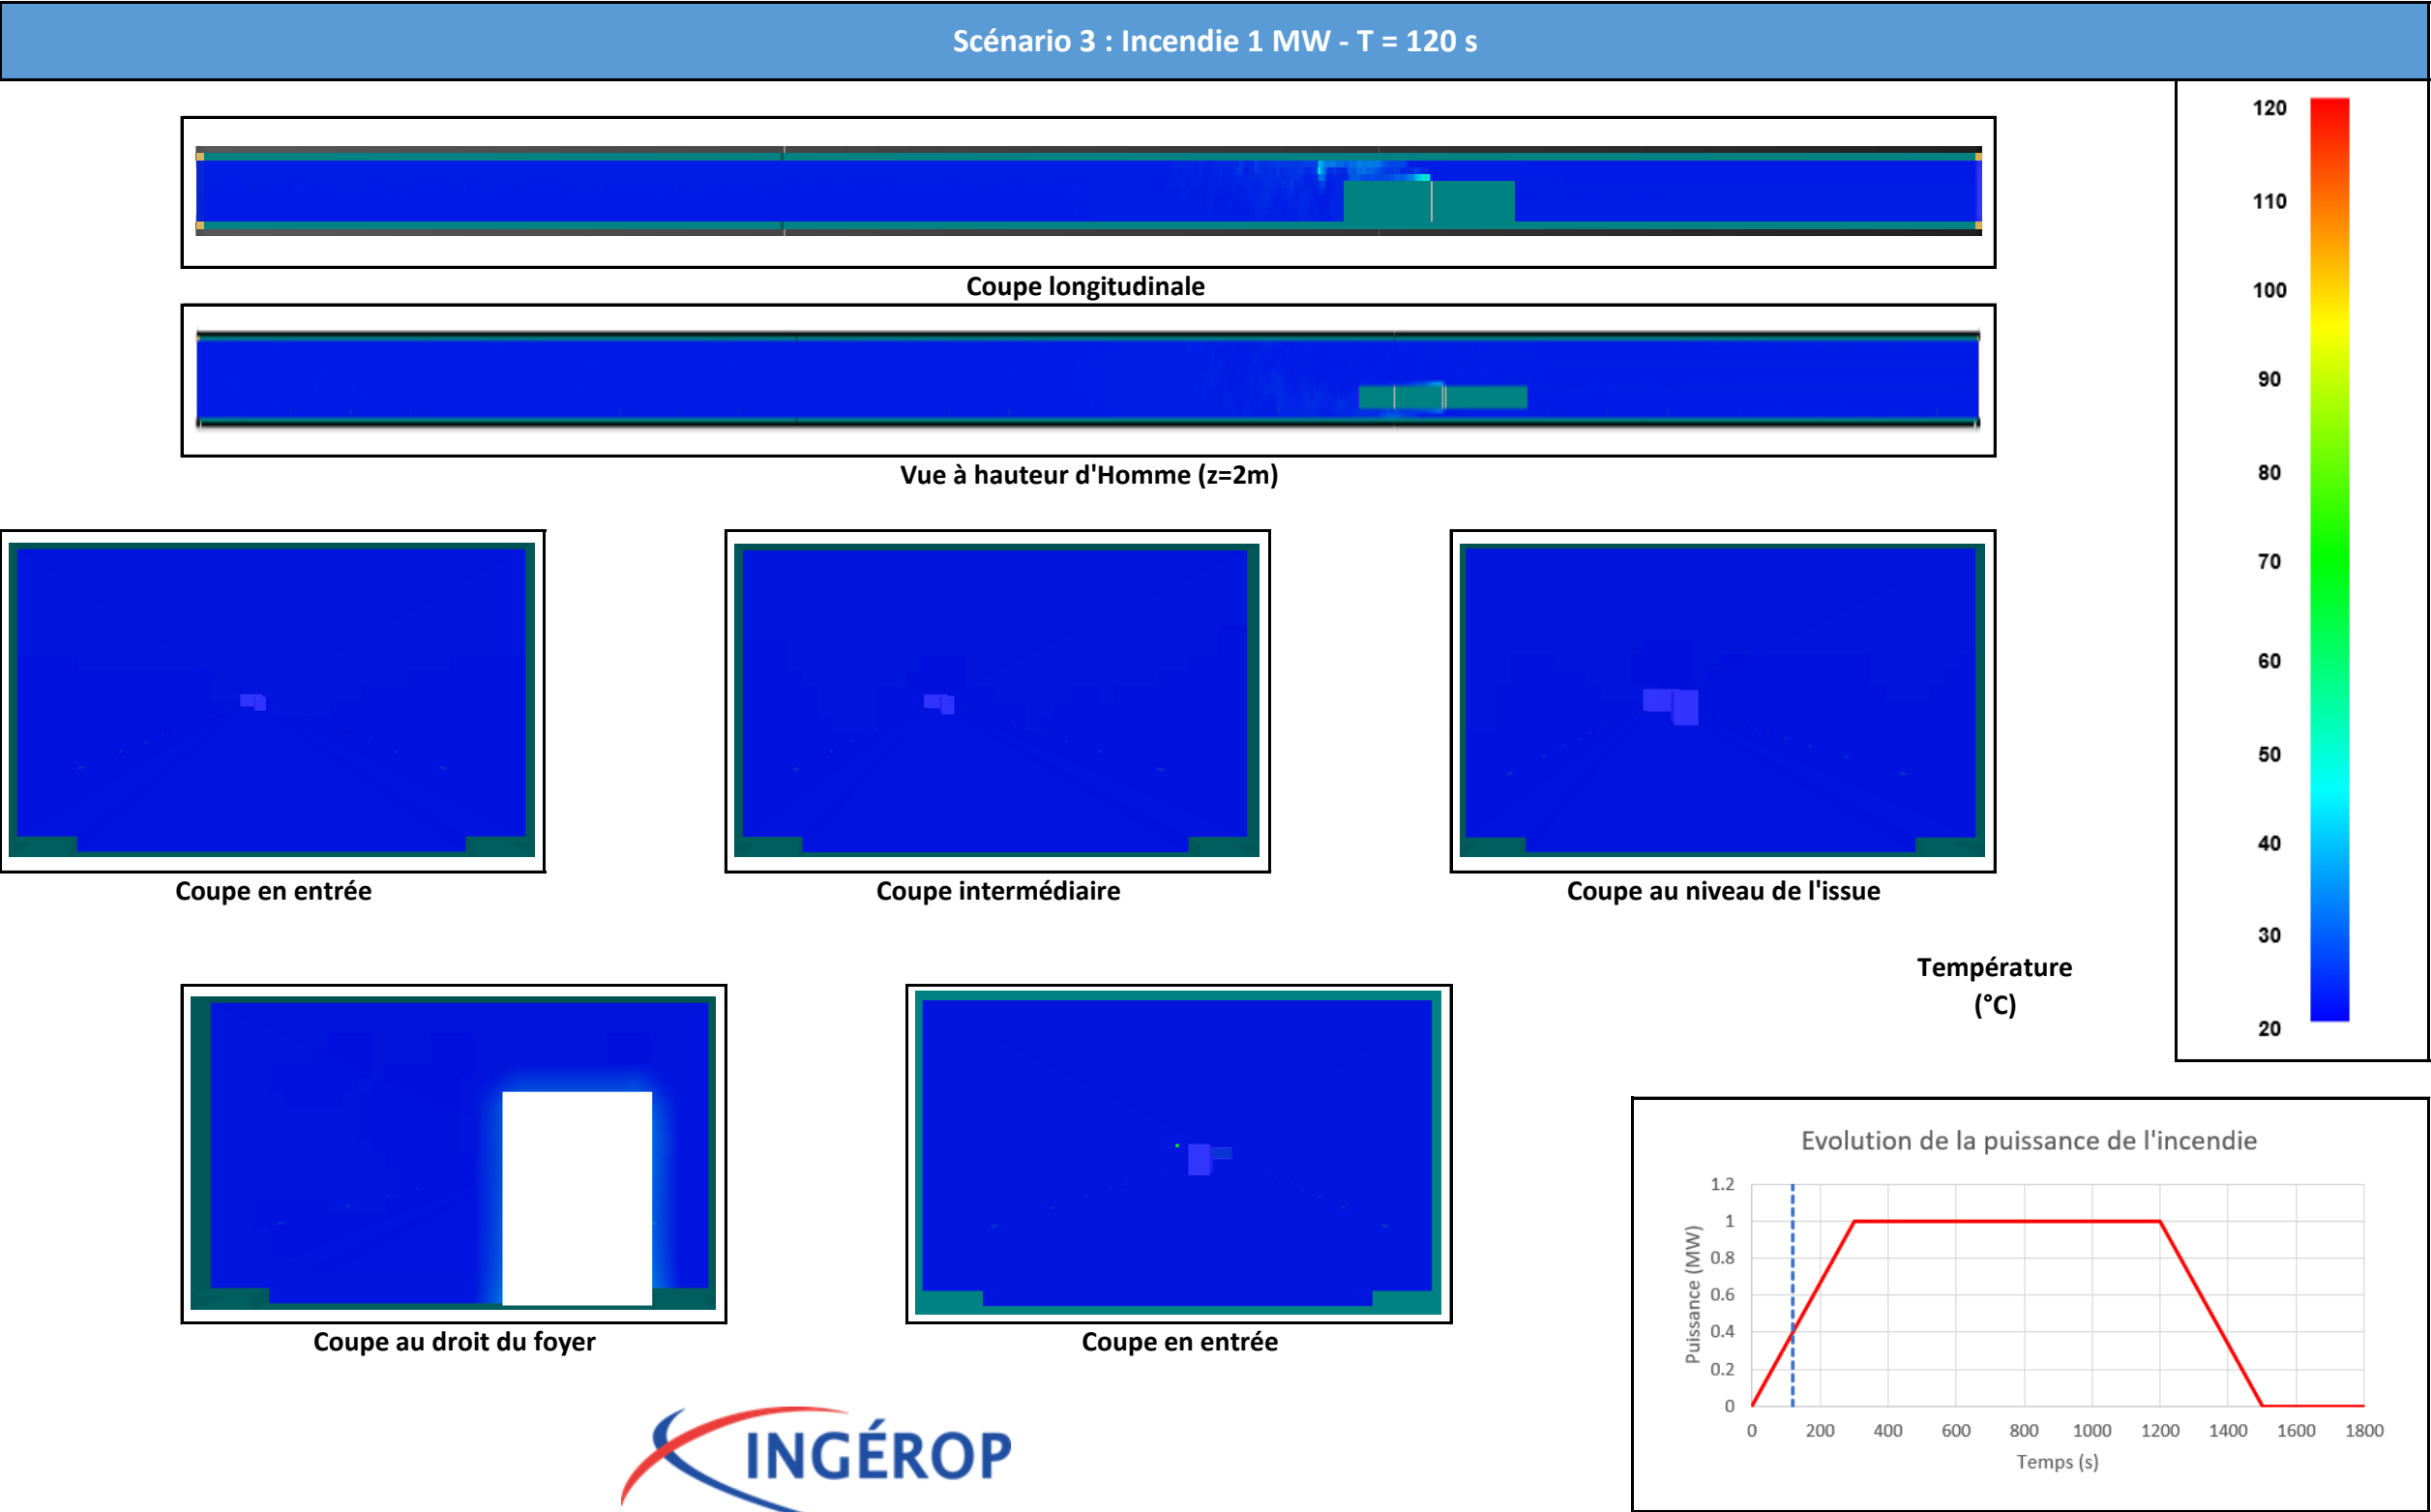 Scénario 3 : Incendie 1 MW - T = 120 s
Coupe longitudinale
Vue à hauteur d'Homme (z=2m)
Coupe en entrée
Coupe intermédiaire
Coupe au niveau de l'issue
Coupe au droit du foyer
Coupe en entrée
Température
(°C)
120
110
100
90
80
70
60
50
40
30
20
Evolution de la puissance de l'incendie
Puissance (MW)
1.2
1
0.8
0.6
0.4
0.2
0
0 200 400 600 800 1000 1200 1400 1600 1800
Temps (s)
INGÉROP